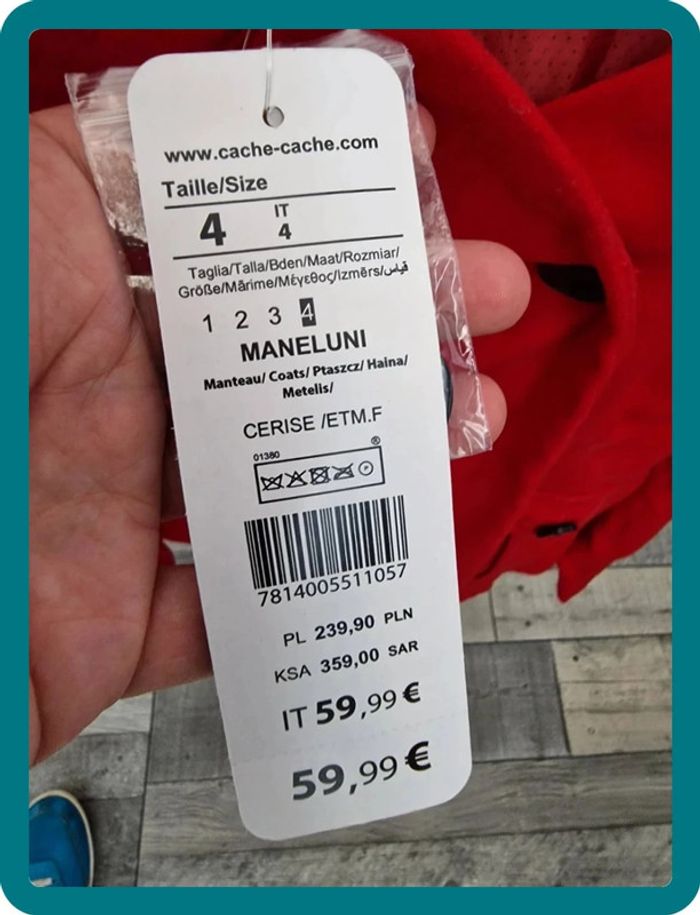 www.cache-cache.com
Taille/Size
4 IT 4
Taglia/Talla/Bden/Maat/Rozmiar/
Größe/Mărime/Μέγεθος/Izmērs/قياس
1 2 3 4
MANELUNI
Manteau/ Coats/ Ptaszcz/ Haina/
Metelis/
CERISE /ETM.F
01380 ®
7814005511057
PL 239,90 PLN
KSA 359,00 SAR
IT 59,99 €
59,99 €